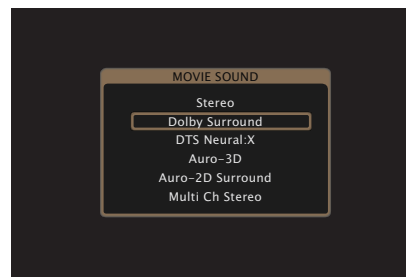 MOVIE SOUND
Stereo
Dolby Surround
DTS Neural:X
Auro-3D
Auro-2D Surround
Multi Ch Stereo